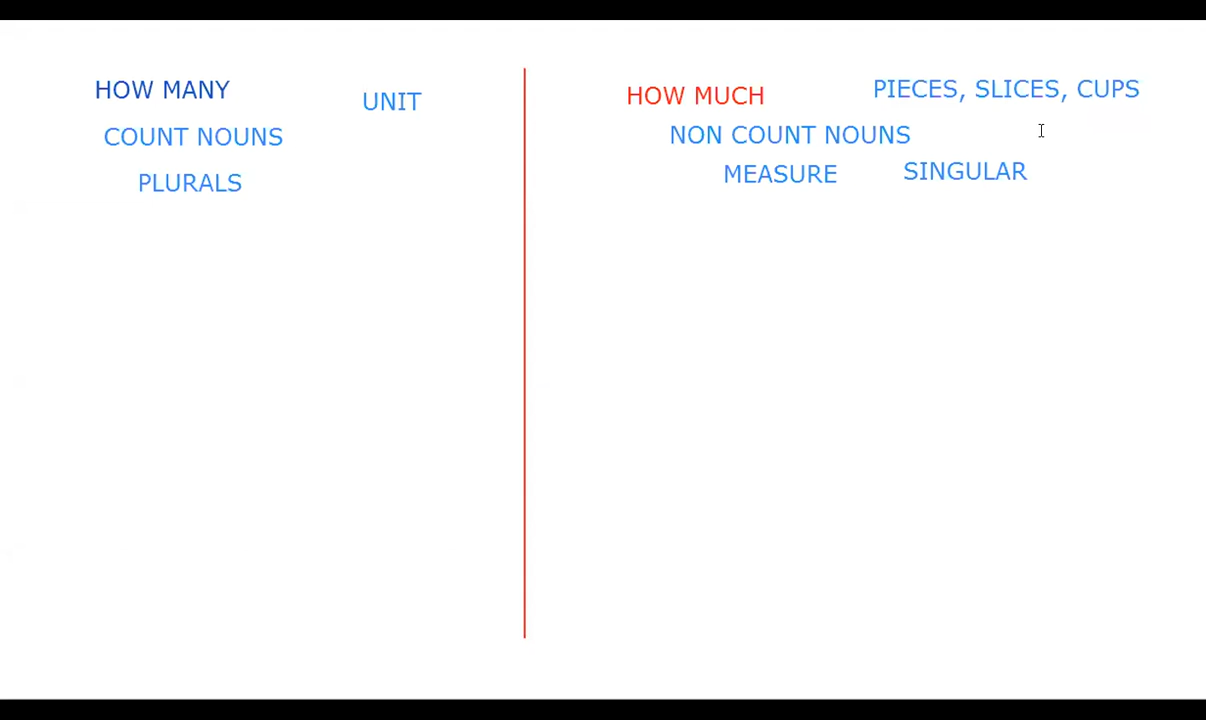 HOW MANY
UNIT
COUNT NOUNS
PLURALS
HOW MUCH
PIECES, SLICES, CUPS
NON COUNT NOUNS
MEASURE
SINGULAR